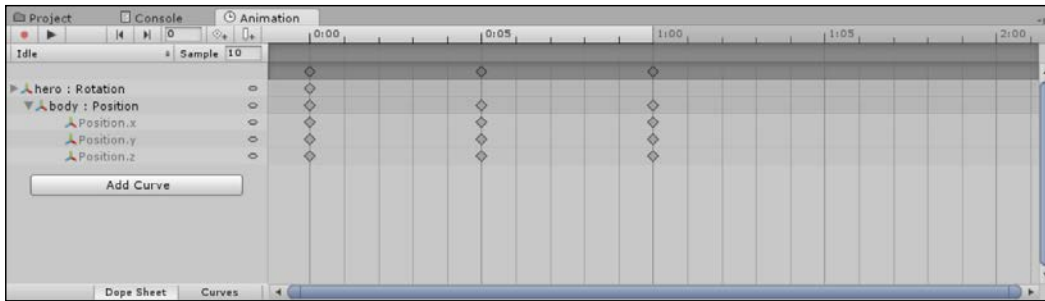 Project Console Animation
0 0:00 0:05 1:00 1:05 2:00
Idle Sample 10
hero : Rotation
body : Position
Position.x
Position.y
Position.z
Add Curve
Dope Sheet Curves